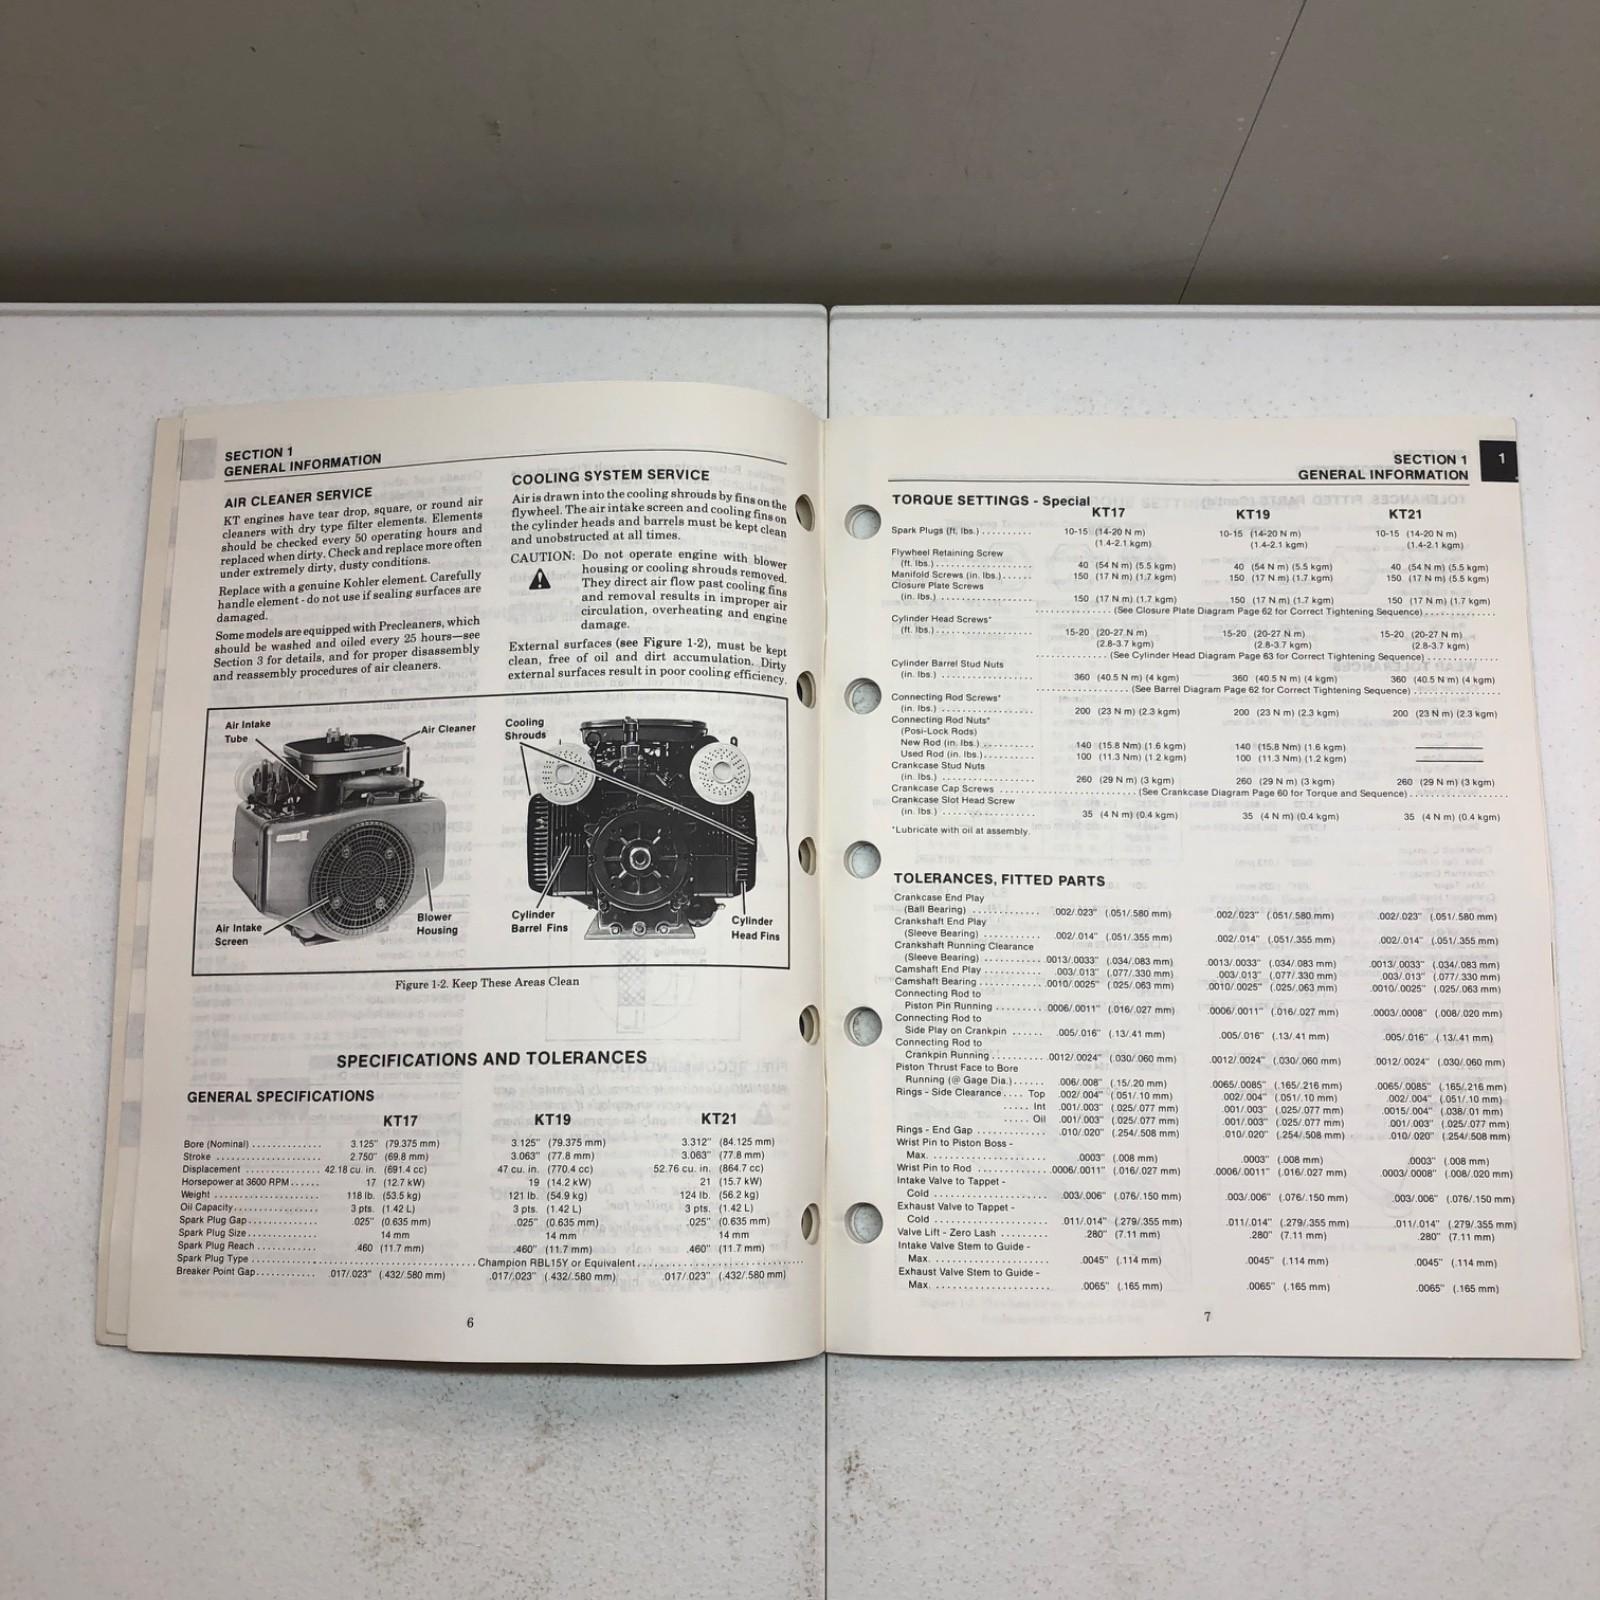 SECTION 1
GENERAL INFORMATION
AIR CLEANER SERVICE
KT engines have tear drop, square, or round air
cleaners with dry type filter elements. Elements
should be checked every 50 operating hours and
replaced when dirty. Check and replace more often
under extremely dirty, dusty conditions.
Replace with a genuine Kohler element. Carefully
handle element - do not use if sealing surfaces are
damaged.
Some models are equipped with Precleaners, which
should be washed and oiled every 25 hours—see
Section 3 for details, and for proper disassembly
and reassembly procedures of air cleaners.
COOLING SYSTEM SERVICE
Air is drawn into the cooling shrouds by fins on the
flywheel. The air intake screen and cooling fins on
the cylinder heads and barrels must be kept clean
and unobstructed at all times.
CAUTION: Do not operate engine with blower
housing or cooling shrouds removed.
They direct air flow past cooling fins
and removal results in improper air
circulation, overheating and engine
damage.
External surfaces (see Figure 1-2), must be kept
clean, free of oil and dirt accumulation. Dirty
external surfaces result in poor cooling efficiency.
Air Intake
Tube
Air Cleaner
Air Intake
Screen
Blower
Housing
Cooling
Shrouds
Cylinder
Barrel Fins
Cylinder
Head Fins
Figure 1-2. Keep These Areas Clean
SPECIFICATIONS AND TOLERANCES
GENERAL SPECIFICATIONS
KT17 KT19 KT21
Bore (Nominal) 3.125" (79.375 mm) 3.125" (79.375 mm) 3.312" (84.125 mm)
Stroke 2.750" (69.8 mm) 3.063" (77.8 mm) 3.063" (77.8 mm)
Displacement 42.18 cu. in. (691.4 cc) 47 cu. in. (770.4 cc) 52.76 cu. in. (864.7 cc)
Horsepower at 3600 RPM 17 (12.7 kW) 19 (14.2 kW) 21 (15.7 kW)
Weight 118 lb. (53.5 kg) 121 lb. (54.9 kg) 124 lb. (56.2 kg)
Oil Capacity 3 pts. (1.42 L) 3 pts. (1.42 L) 3 pts. (1.42 L)
Spark Plug Gap .025" (0.635 mm) .025" (0.635 mm) .025" (0.635 mm)
Spark Plug Size 14 mm 14 mm 14 mm
Spark Plug Reach .460 (11.7 mm) .460" (11.7 mm) .460" (11.7 mm)
Spark Plug Type Champion RBL15Y or Equivalent
Breaker Point Gap .017/.023" (.432/.580 mm) .017/.023" (.432/.580 mm) .017/.023" (.432/.580 mm)
6
SECTION 1
GENERAL INFORMATION
1
TORQUE SETTINGS - Special
KT17 KT19 KT21
Spark Plugs (ft. lbs.) 10-15 (14-20 N m) 10-15 (14-20 N m) 10-15 (14-20 N m)
(1.4-2.1 kgm) (1.4-2.1 kgm) (1.4-2.1 kgm)
Flywheel Retaining Screw
(ft. lbs.) 40 (54 N m) (5.5 kgm) 40 (54 N m) (5.5 kgm) 40 (54 N m) (5.5 kgm)
Manifold Screws (in. lbs.) 150 (17 N m) (1.7 kgm) 150 (17 N m) (1.7 kgm) 150 (17 N m) (5.5 kgm)
Closure Plate Screws
(in. lbs.) 150 (17 N m) (1.7 kgm) 150 (17 N m) (1.7 kgm) 150 (17 N m) (1.7 kgm)
(See Closure Plate Diagram Page 62 for Correct Tightening Sequence)
Cylinder Head Screws*
(ft. lbs.) 15-20 (20-27 N m) 15-20 (20-27 N m) 15-20 (20-27 N m)
(2.8-3.7 kgm) (2.8-3.7 kgm) (2.8-3.7 kgm)
(See Cylinder Head Diagram Page 63 for Correct Tightening Sequence)
Cylinder Barrel Stud Nuts
(in. lbs.) 360 (40.5 N m) (4 kgm) 360 (40.5 N m) (4 kgm) 360 (40.5 N m) (4 kgm)
(See Barrel Diagram Page 62 for Correct Tightening Sequence)
Connecting Rod Screws*
(in. lbs.) 200 (23 N m) (2.3 kgm) 200 (23 N m) (2.3 kgm) 200 (23 N m) (2.3 kgm)
Connecting Rod Nuts*
(Posi-Lock Rods)
New Rod (in. lbs.) 140 (15.8 Nm) (1.6 kgm) 140 (15.8 Nm) (1.6 kgm)
Used Rod (in. lbs.) 100 (11.3 Nm) (1.2 kgm) 100 (11.3 Nm) (1.2 kgm)
Crankcase Stud Nuts
(in. lbs.) 260 (29 N m) (3 kgm) 260 (29 N m) (3 kgm) 260 (29 N m) (3 kgm)
Crankcase Cap Screws (See Crankcase Diagram Page 60 for Torque and Sequence)
Crankcase Slot Head Screw
(in. lbs.) 35 (4 N m) (0.4 kgm) 35 (4 N m) (0.4 kgm) 35 (4 N m) (0.4 kgm)
*Lubricate with oil at assembly.
TOLERANCES, FITTED PARTS
Crankcase End Play
(Ball Bearing) .002/.023" (.051/.580 mm) .002/.023" (.051/.580 mm) .002/.023" (.051/.580 mm)
Crankshaft End Play
(Sleeve Bearing) .002/.014" (.051/.355 mm) .002/.014" (.051/.355 mm) .002/.014" (.051/.355 mm)
Crankshaft Running Clearance
(Sleeve Bearing) .0013/.0033" (.034/.083 mm) .0013/.0033" (.034/.083 mm) .0013/.0033" (.034/.083 mm)
Camshaft End Play .003/.013" (.077/.330 mm) .003/.013" (.077/.330 mm) .003/.013" (.077/.330 mm)
Camshaft Bearing .0010/.0025" (.025/.063 mm) .0010/.0025" (.025/.063 mm) .0010/.0025" (.025/.063 mm)
Connecting Rod to
Piston Pin Running .0006/.0011" (.016/.027 mm) .0006/.0011" (.016/.027 mm) .0003/.0008" (.008/.020 mm)
Connecting Rod to
Side Play on Crankpin .005/.016" (.13/.41 mm) .005/.016" (.13/.41 mm) .005/.016" (.13/.41 mm)
Connecting Rod to
Crankpin Running .0012/.0024" (.030/.060 mm) .0012/.0024" (.030/.060 mm) .0012/.0024" (.030/.060 mm)
Piston Thrust Face to Bore
Running (@ Gage Dia.) .006/.008" (.15/.20 mm) .0065/.0085" (.165/.216 mm) .0065/.0085" (.165/.216 mm)
Rings - Side Clearance Top .002/.004" (.051/.10 mm) .002/.004" (.051/.10 mm) .002/.004" (.051/.10 mm)
Int .001/.003" (.025/.077 mm) .001/.003" (.025/.077 mm) .0015/.004" (.038/.01 mm)
Oil .001/.003" (.025/.077 mm) .001/.003" (.025/.077 mm) .001/.003" (.025/.077 mm)
Rings - End Gap .010/.020" (.254/.508 mm) .010/.020" (.254/.508 mm) .010/.020" (.254/.508 mm)
Wrist Pin to Piston Boss -
Max. .0003" (.008 mm) .0003" (.008 mm) .0003" (.008 mm)
Wrist Pin to Rod .0006/.0011" (.016/.027 mm) .0006/.0011" (.016/.027 mm) .0003/.0008" (.008/.020 mm)
Intake Valve to Tappet -
Cold .003/.006" (.076/.150 mm) .003/.006" (.076/.150 mm) .003/.006" (.076/.150 mm)
Exhaust Valve to Tappet -
Cold .011/.014" (.279/.355 mm) .011/.014" (.279/.355 mm) .011/.014" (.279/.355 mm)
Valve Lift - Zero Lash .280" (7.11 mm) .280" (7.11 mm) .280" (7.11 mm)
Intake Valve Stem to Guide -
Max. .0045" (.114 mm) .0045" (.114 mm) .0045" (.114 mm)
Exhaust Valve Stem to Guide -
Max. .0065" (.165 mm) .0065" (.165 mm) .0065" (.165 mm)
7